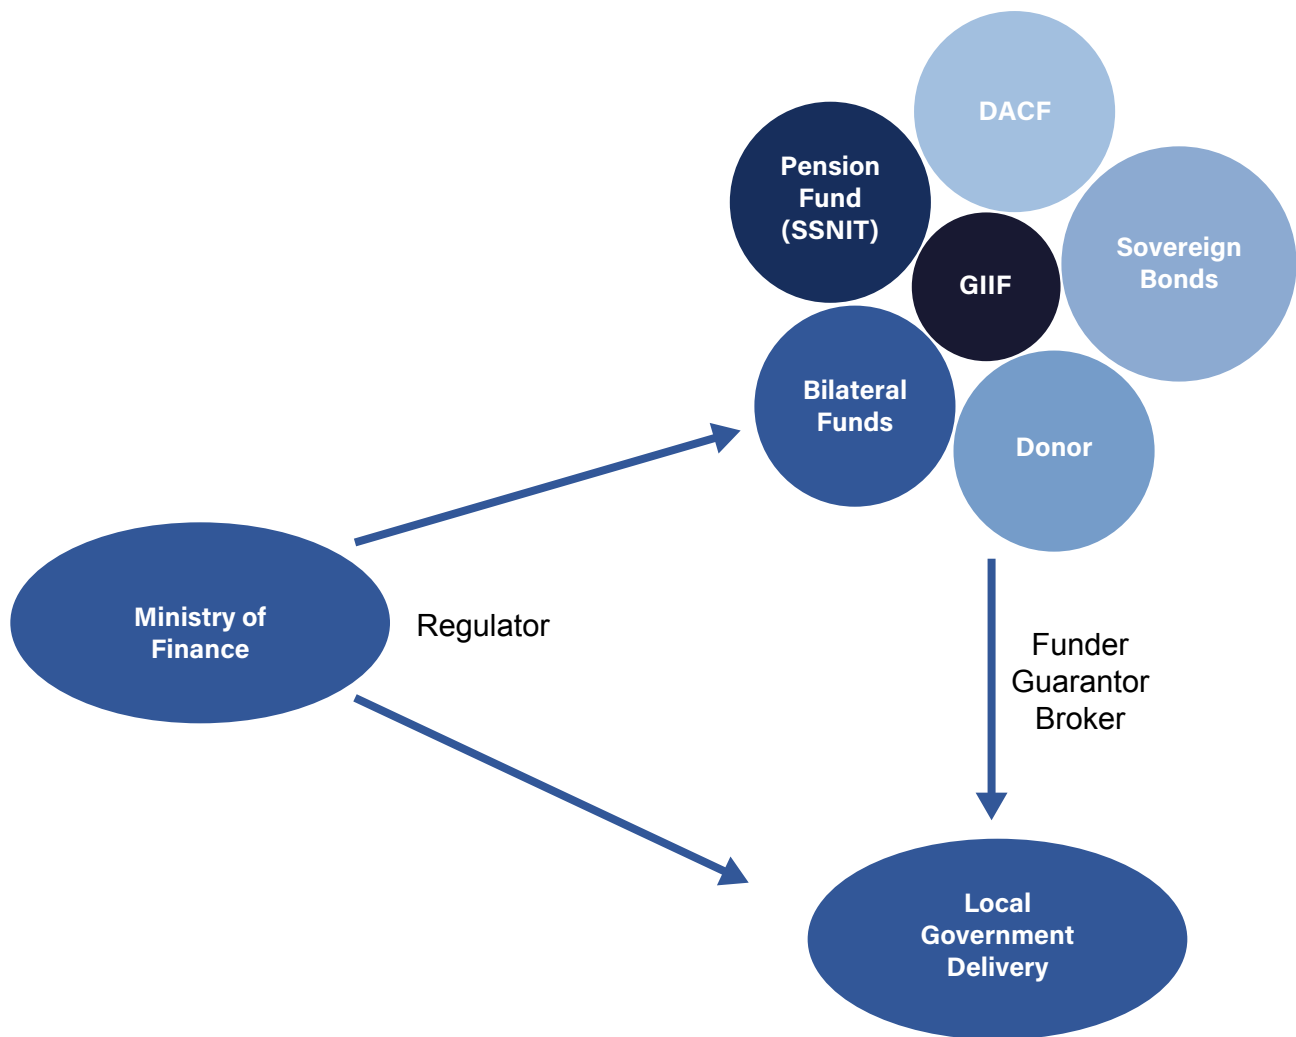 DACF
Pension
Fund
(SSNIT)
Sovereign
Bonds
GIIF
Bilateral
Funds
Donor
Ministry of
Finance
Regulator
Funder
Guarantor
Broker
Local
Government
Delivery